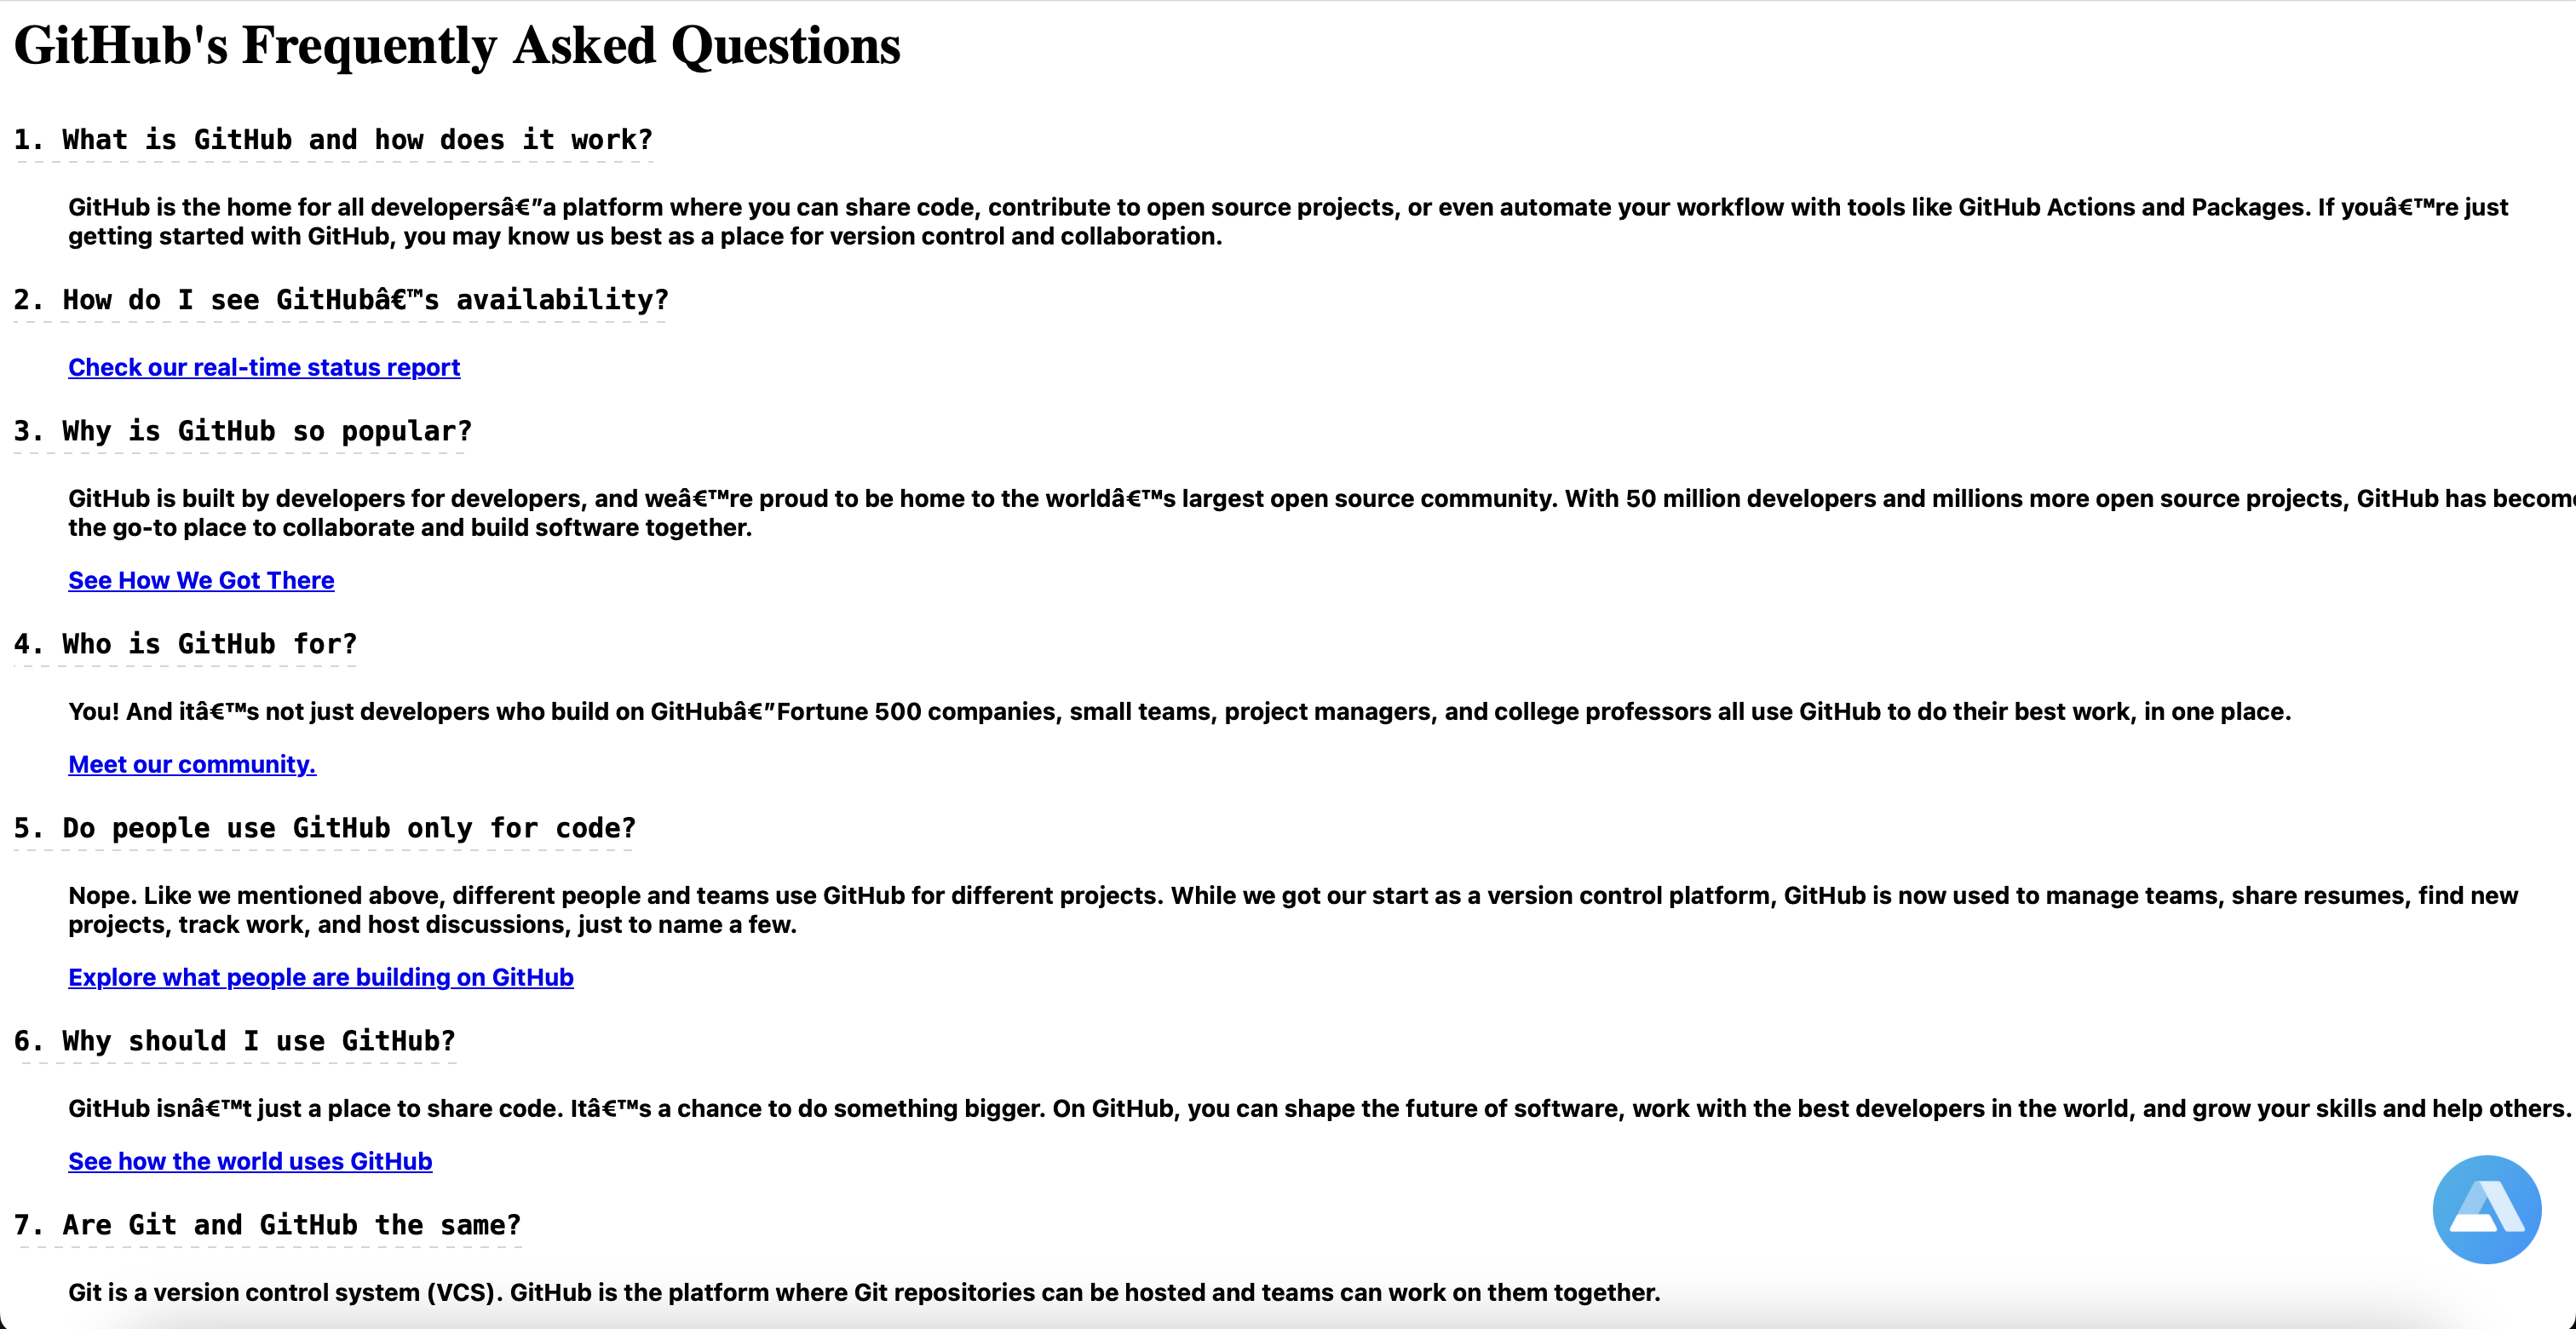 GitHub's Frequently Asked Questions
1. What is GitHub and how does it work?
GitHub is the home for all developersâ€”a platform where you can share code, contribute to open source projects, or even automate your workflow with tools like GitHub Actions and Packages. If youâ€™re just
getting started with GitHub, you may know us best as a place for version control and collaboration.
2. How do I see GitHubâ€™s availability?
Check our real-time status report
3. Why is GitHub so popular?
GitHub is built by developers for developers, and weâ€™re proud to be home to the worldâ€™s largest open source community. With 50 million developers and millions more open source projects, GitHub has become
the go-to place to collaborate and build software together.
See How We Got There
4. Who is GitHub for?
You! And itâ€™s not just developers who build on GitHubâ€”Fortune 500 companies, small teams, project managers, and college professors all use GitHub to do their best work, in one place.
Meet our community.
5. Do people use GitHub only for code?
Nope. Like we mentioned above, different people and teams use GitHub for different projects. While we got our start as a version control platform, GitHub is now used to manage teams, share resumes, find new
projects, track work, and host discussions, just to name a few.
Explore what people are building on GitHub
6. Why should I use GitHub?
GitHub isnâ€™t just a place to share code. Itâ€™s a chance to do something bigger. On GitHub, you can shape the future of software, work with the best developers in the world, and grow your skills and help others.
See how the world uses GitHub
7. Are Git and GitHub the same?
Git is a version control system (VCS). GitHub is the platform where Git repositories can be hosted and teams can work on them together.